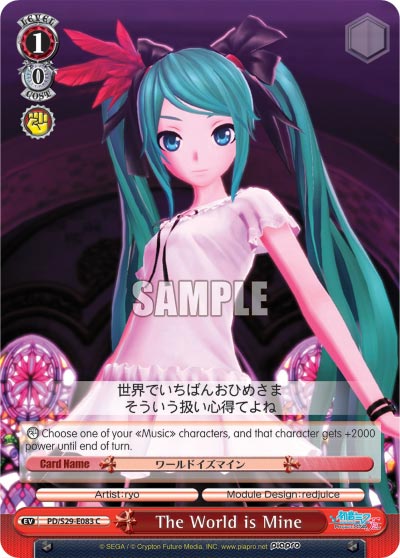 LEVEL
1
0
COST
SAMPLE
世界でいちばんおひめさま
そういう扱い心得てよね
Choose one of your «Music» characters, and that character gets +2000
power until end of turn.
Card Name
ワールドイズマイン
Artist:ryo
Module Design:redjuice
EV
PD/S29-E083 C
The World is Mine
初音ミク
© SEGA / © Crypton Future Media, INC. www.piapro.net piapro